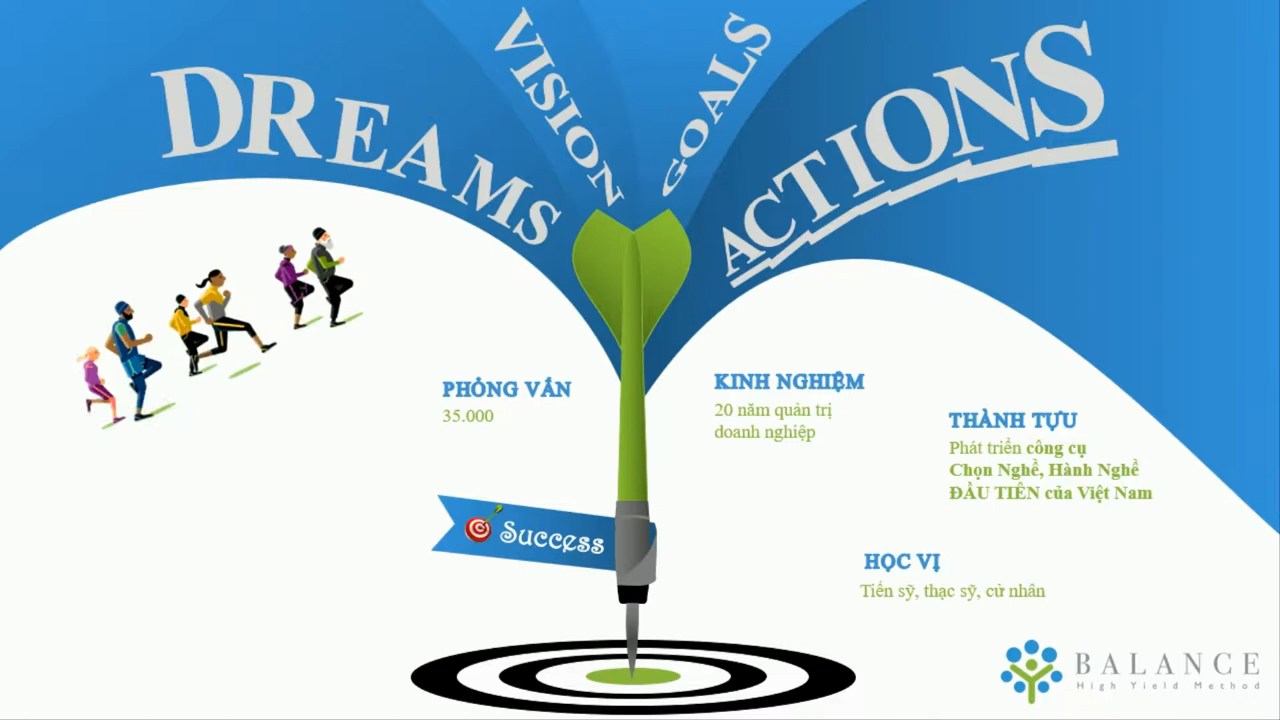 DREAMS
VISION
GOALS
ACTIONS
PHỎNG VẤN
35.000
KINH NGHIỆM
20 năm quản trị
doanh nghiệp
THÀNH TỰU
Phát triển công cụ
Chọn Nghề, Hành Nghề
ĐẦU TIÊN của Việt Nam
Success
HỌC VỊ
Tiến sỹ, thạc sỹ, cử nhân
BALANCE
High Yield Method